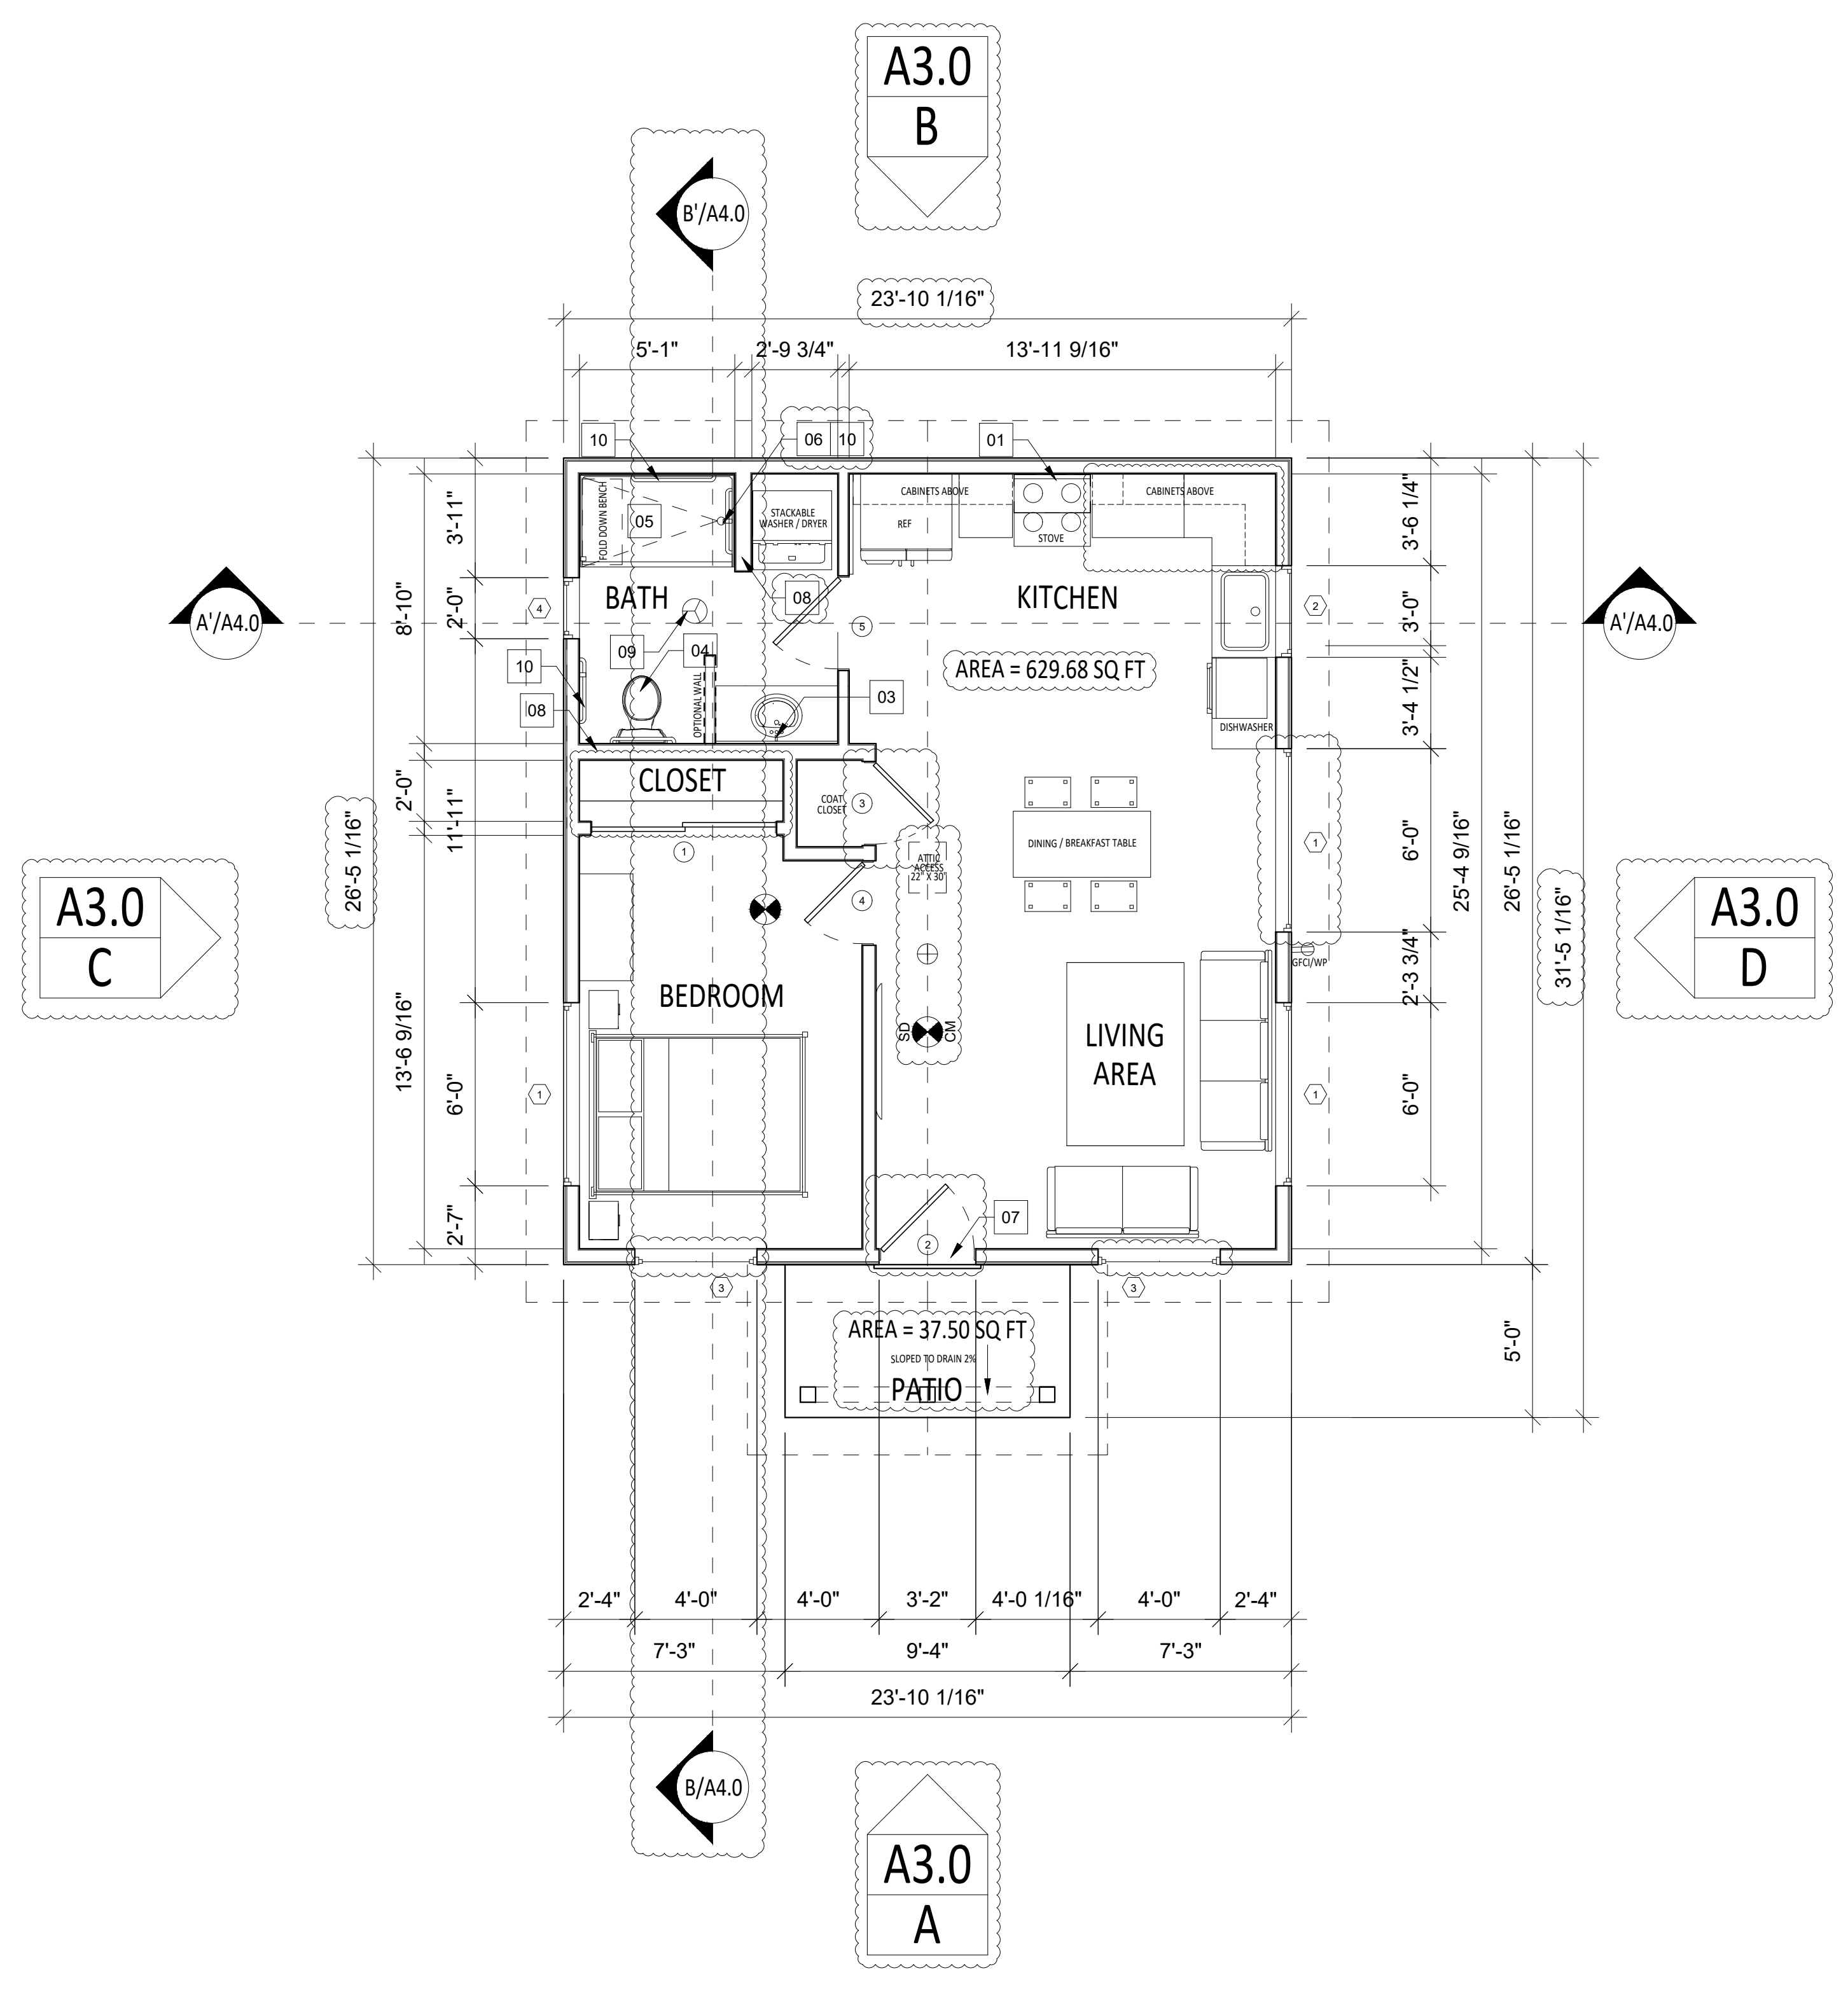 A3.0
B
B'/A4.0
23'-10 1/16"
5'-1"
2'-9 3/4"
13'-11 9/16"
10
06
10
01
FOLD DOWN BENCH
05
STACKABLE
WASHER / DRYER
CABINETS ABOVE
REF
STOVE
CABINETS ABOVE
3'-11"
3'-6 1/4"
BATH
08
KITCHEN
4
2
A'/A4.0
8'-10"
2'-0"
5
3'-0"
A'/A4.0
09
04
10
AREA = 629.68 SQ FT
08
OPTIONAL WALL
03
DISHWASHER
3'-4 1/2"
CLOSET
COAT
CLOSET
3
2'-0"
11'-11"
26'-5 1/16"
1
DINING / BREAKFAST TABLE
1
6'-0"
25'-4 9/16"
26'-5 1/16"
31'-5 1/16"
ATTIC
ACCESS
22" X 30"
4
A3.0
C
A3.0
D
GFCI/WP
2'-3 3/4"
BEDROOM
13'-6 9/16"
SD
CM
LIVING
AREA
6'-0"
1
1
6'-0"
2'-7"
07
2
3
3
AREA = 37.50 SQ FT
SLOPED TO DRAIN 2%
PATIO
5'-0"
2'-4"
4'-0"
4'-0"
3'-2"
4'-0 1/16"
4'-0"
2'-4"
7'-3"
9'-4"
7'-3"
23'-10 1/16"
B/A4.0
A3.0
A